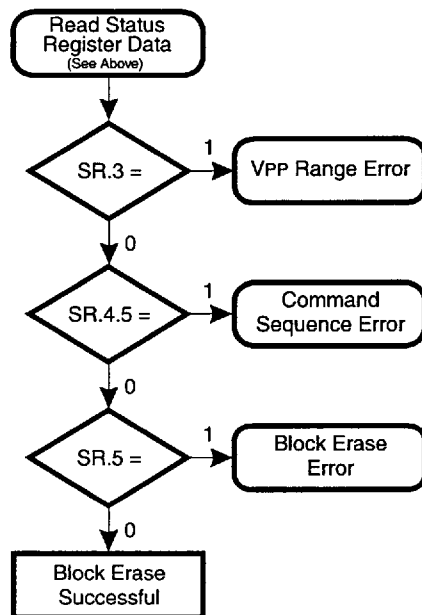 Read Status
Register Data
(See Above)
SR.3 =
1
VPP Range Error
0
SR.4.5 =
1
Command
Sequence Error
0
SR.5 =
1
Block Erase
Error
0
Block Erase
Successful